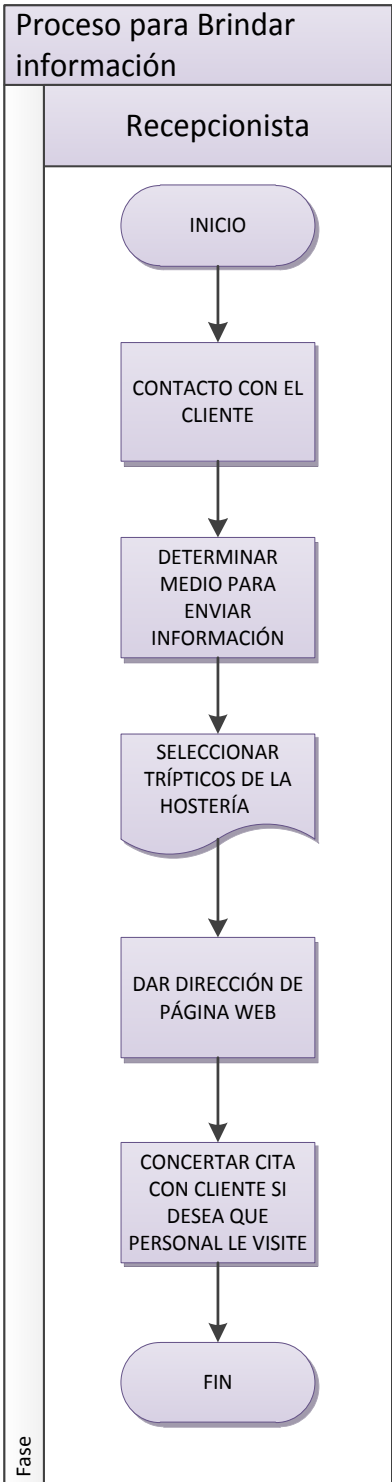 Proceso para Brindar
información
Recepcionista
INICIO
CONTACTO CON EL
CLIENTE
DETERMINAR
MEDIO PARA
ENVIAR
INFORMACIÓN
SELECCIONAR
TRÍPTICOS DE LA
HOSTERÍA
DAR DIRECCIÓN DE
PÁGINA WEB
CONCERTAR CITA
CON CLIENTE SI
DESEA QUE
PERSONAL LE VISITE
FIN
Fase